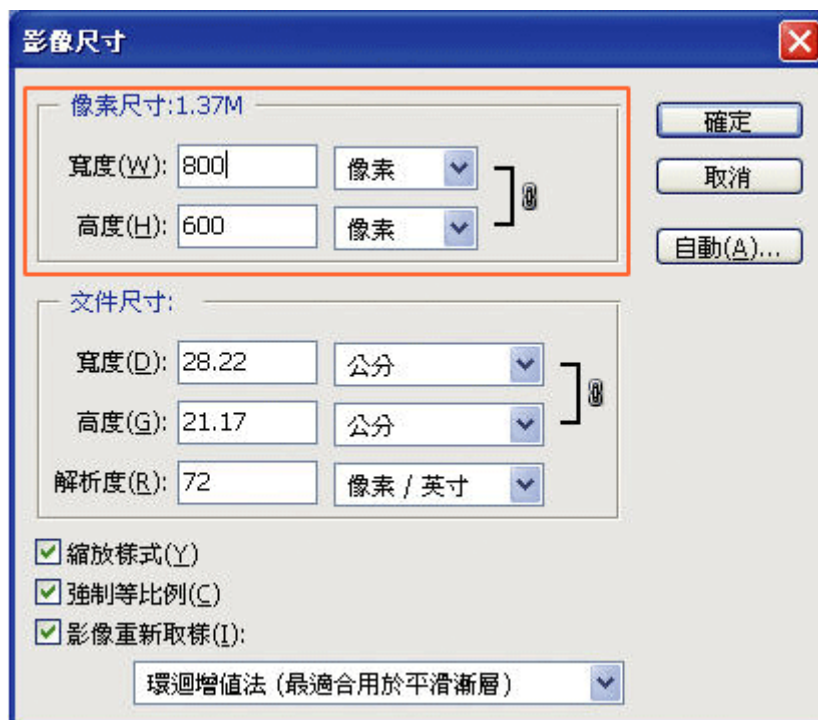 影像尺寸
像素尺寸:1.37M
寬度(W): 800 像素
高度(H): 600 像素
確定
取消
自動(A)...
文件尺寸:
寬度(D): 28.22 公分
高度(G): 21.17 公分
解析度(R): 72 像素 / 英寸
縮放樣式(Y)
強制等比例(C)
影像重新取樣(I):
環迴增值法 (最適合用於平滑漸層)